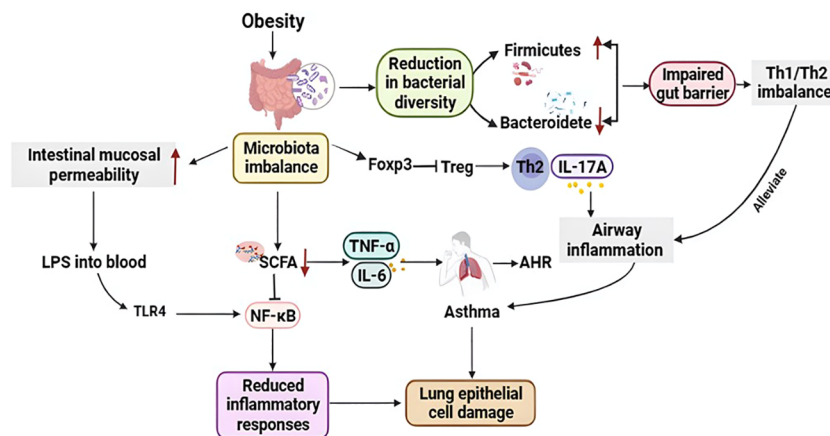 Obesity
Reduction
in bacterial
diversity
Firmicutes
Bacteroidete
Impaired
gut barrier
Th1/Th2
imbalance
Intestinal mucosal
permeability
Microbiota
imbalance
Foxp3
Treg
Th2
IL-17A
Alleviate
Airway
inflammation
LPS into blood
SCFA
TNF-α
IL-6
AHR
TLR4
NF-κB
Asthma
Reduced
inflammatory
responses
Lung epithelial
cell damage